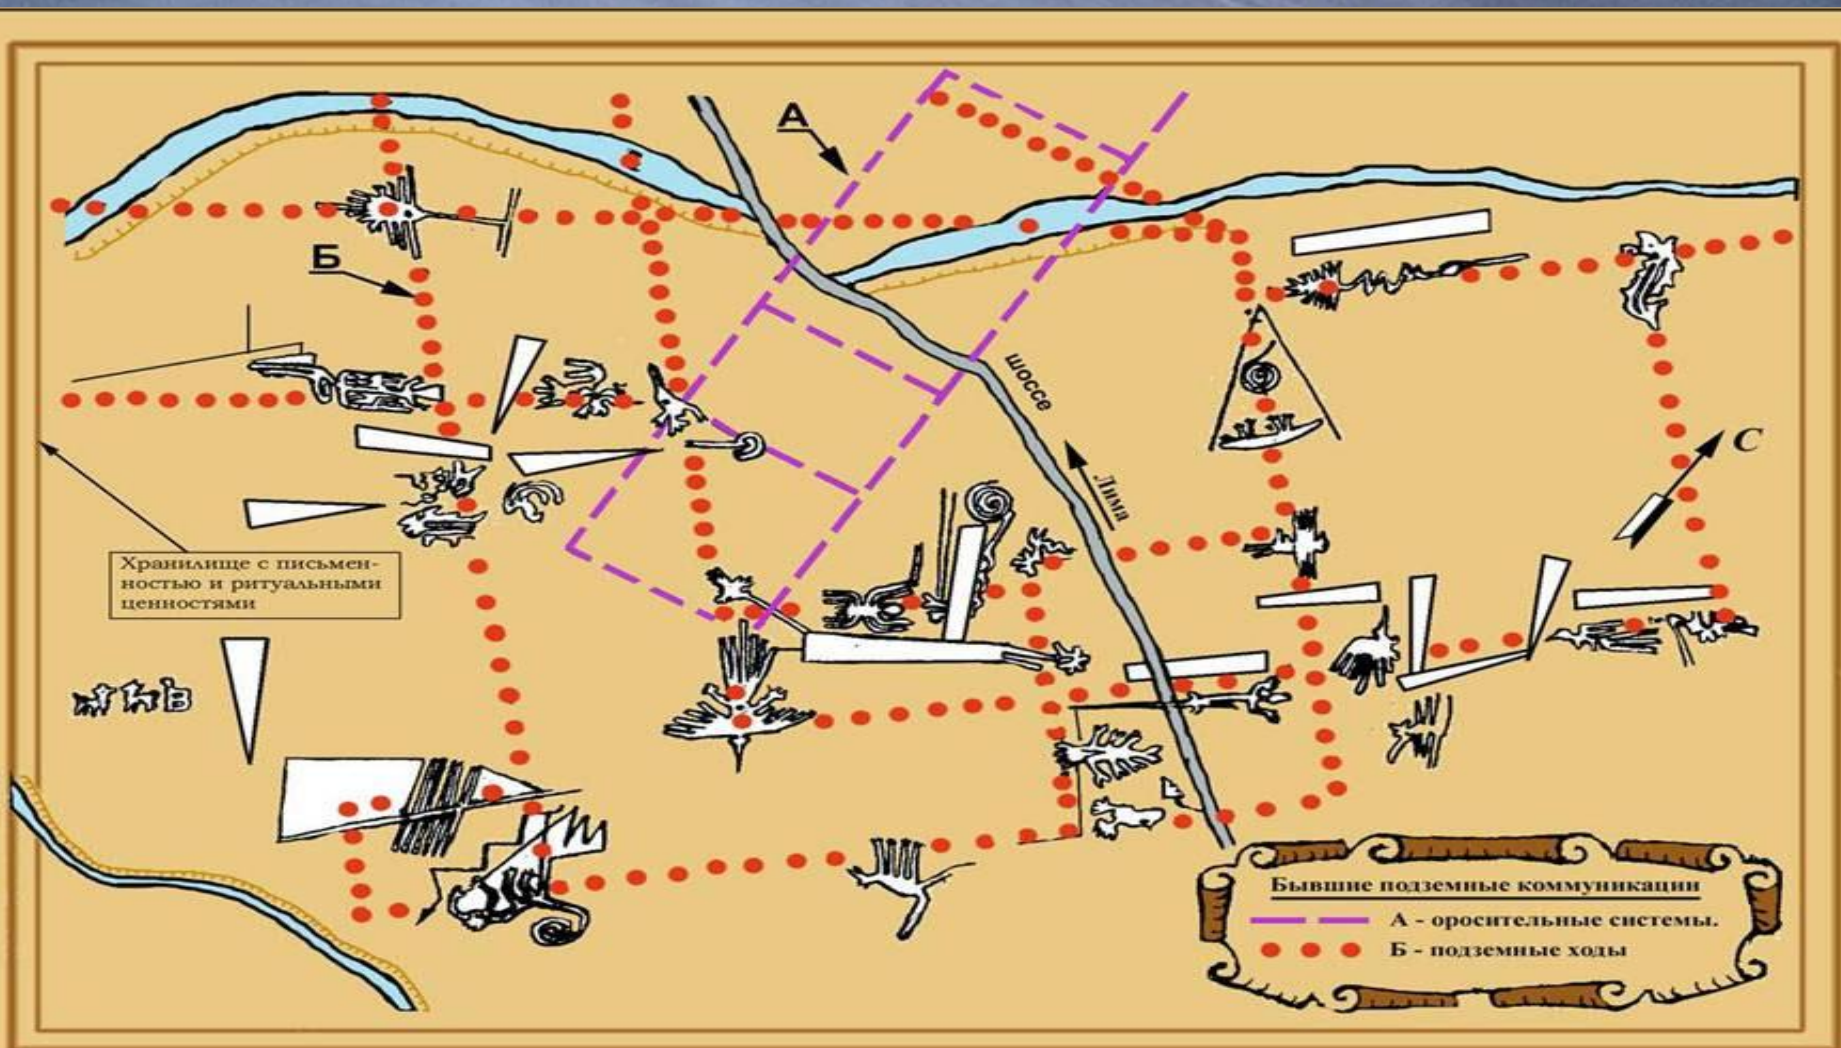 А
Б
шоссе
Лима
С
Хранилище с письмен-
ностью и ритуальными
ценностями
Бывшие подземные коммуникации
А - оросительные системы.
Б - подземные ходы